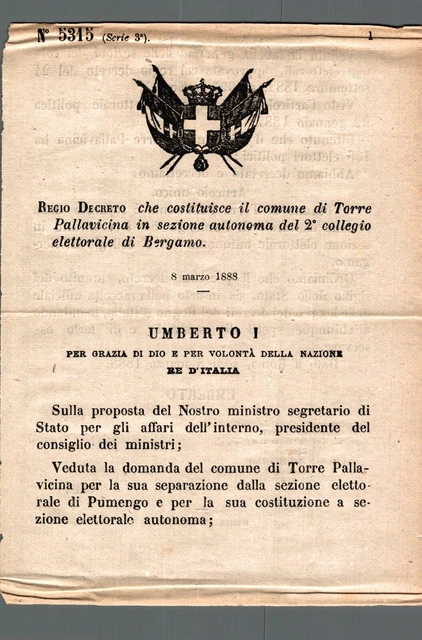 N° 5315 (Serie 3ª). 1
REGIO DECRETO che costituisce il comune di Torre
Pallavicina in sezione autonoma del 2° collegio
elettorale di Bergamo.
8 marzo 1888
UMBERTO I
PER GRAZIA DI DIO E PER VOLONTÀ DELLA NAZIONE
RE D'ITALIA
Sulla proposta del Nostro ministro segretario di
Stato per gli affari dell'interno, presidente del
consiglio dei ministri;
Veduta la domanda del comune di Torre Palla-
vicina per la sua separazione dalla sezione eletto-
rale di Pumengo e per la sua costituzione a se-
zione elettorale autonoma;